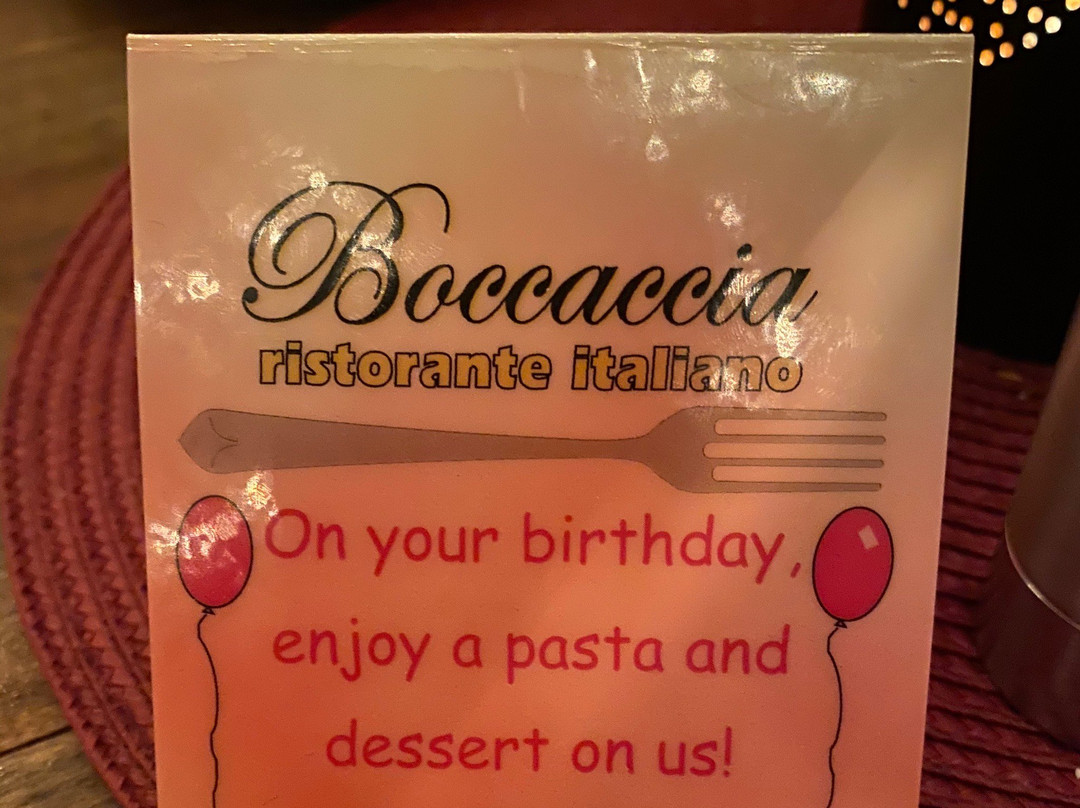 Boccaccia
ristorante italiano
On your birthday,
enjoy a pasta and
dessert on us!